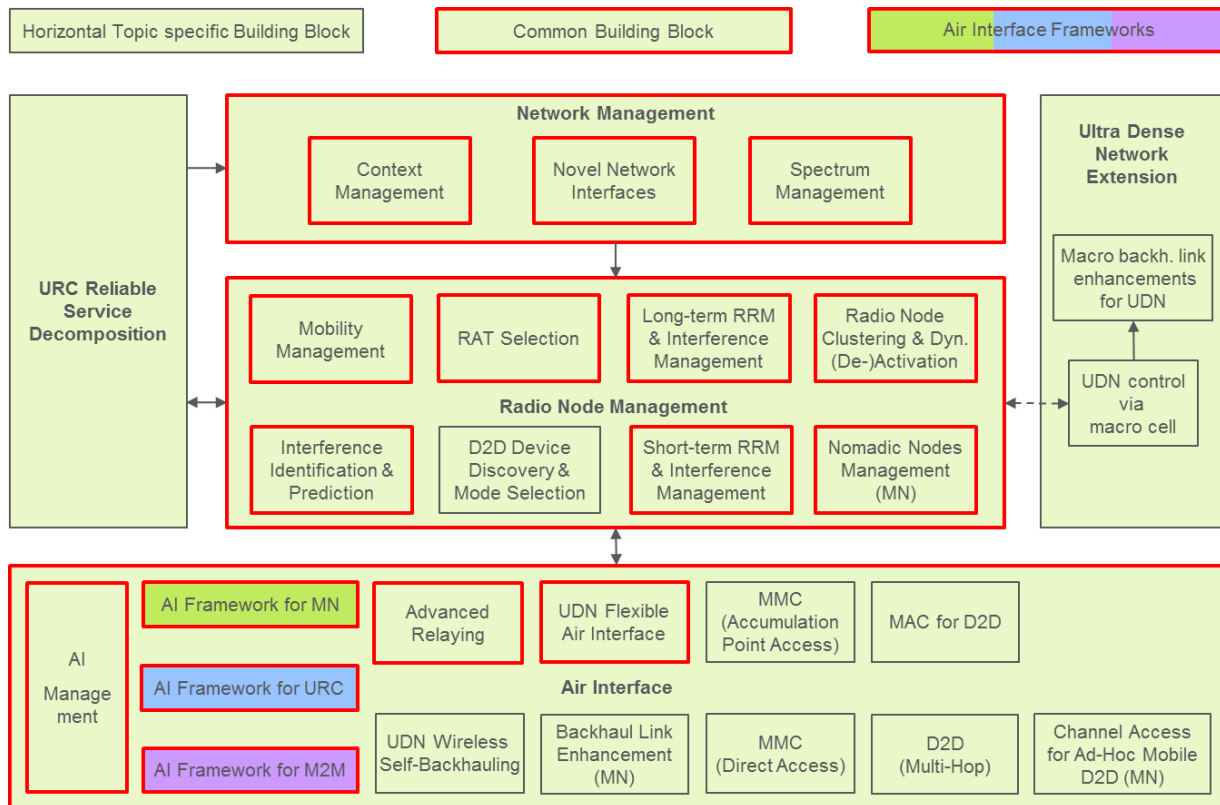 Horizontal Topic specific Building Block
Common Building Block
Air Interface Frameworks
URC Reliable
Service
Decomposition
Network Management
Context
Management
Novel Network
Interfaces
Spectrum
Management
Ultra Dense
Network
Extension
Macro backh. link
enhancements
for UDN
UDN control
via
macro cell
Mobility
Management
RAT Selection
Long-term RRM
& Interference
Management
Radio Node
Clustering & Dyn.
(De-)Activation
Radio Node Management
Interference
Identification &
Prediction
D2D Device
Discovery &
Mode Selection
Short-term RRM
& Interference
Management
Nomadic Nodes
Management
(MN)
AI
Manage
ment
AI Framework for MN
AI Framework for URC
AI Framework for M2M
Advanced
Relaying
UDN Flexible
Air Interface
MMC
(Accumulation
Point Access)
MAC for D2D
Air Interface
UDN Wireless
Self-Backhauling
Backhaul Link
Enhancement
(MN)
MMC
(Direct Access)
D2D
(Multi-Hop)
Channel Access
for Ad-Hoc Mobile
D2D (MN)